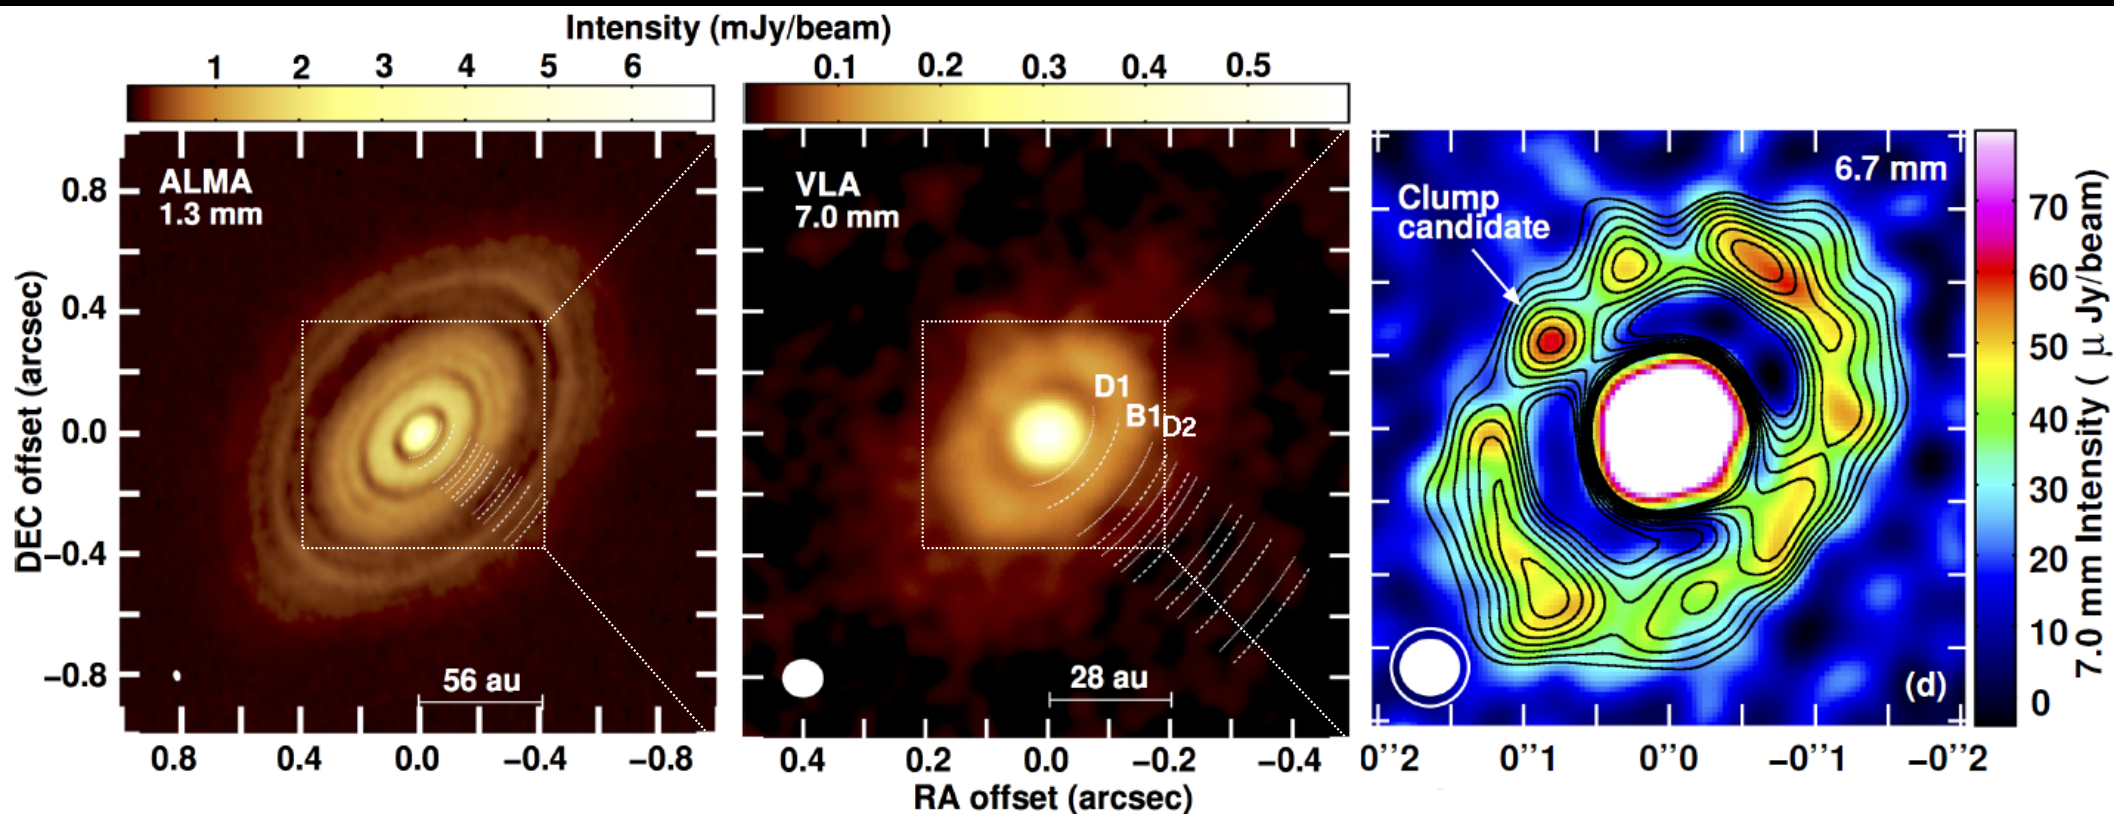 Intensity (mJy/beam)
1 2 3 4 5 6
0.1 0.2 0.3 0.4 0.5
ALMA
1.3 mm
VLA
7.0 mm
6.7 mm
Clump
candidate
DEC offset (arcsec)
0.8
0.4
0.0
−0.4
−0.8
D1
B1
D2
56 au
28 au
(d)
70
60
50
40
30
20
10
0
7.0 mm Intensity ( μ Jy/beam)
0.8 0.4 0.0 −0.4 −0.8
0.4 0.2 0.0 −0.2 −0.4
0’’2 0’’1 0’’0 −0’’1 −0’’2
RA offset (arcsec)